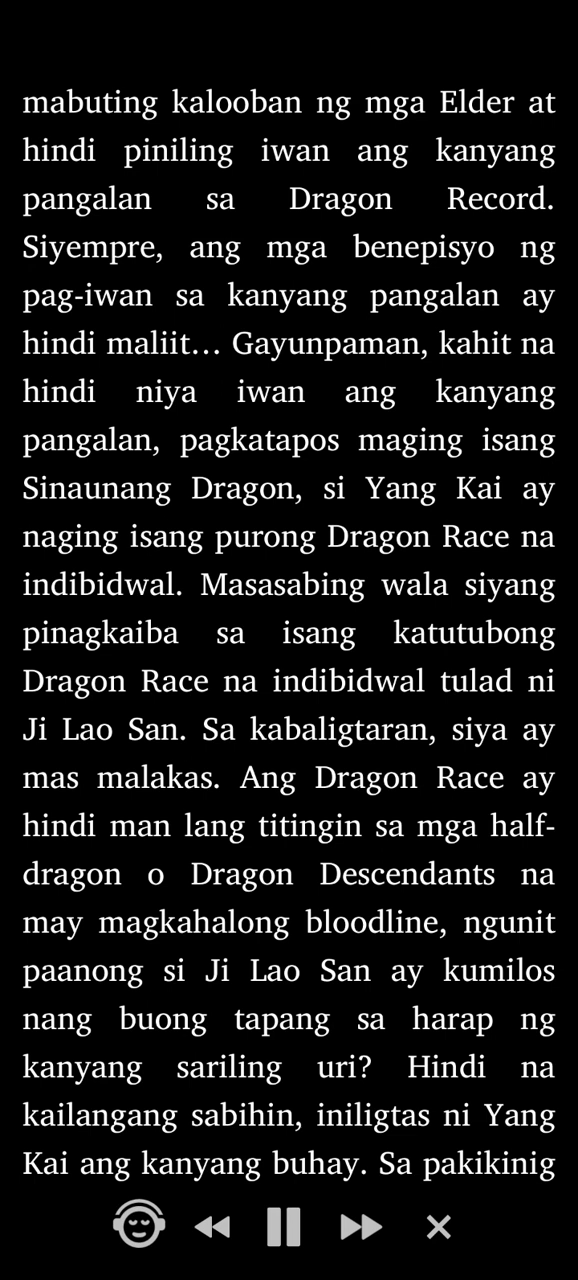 mabuting kalooban ng mga Elder at
hindi piniling iwan ang kanyang
pangalan sa Dragon Record.
Siyempre, ang mga benepisyo ng
pag-iwan sa kanyang pangalan ay
hindi maliit… Gayunpaman, kahit na
hindi niya iwan ang kanyang
pangalan, pagkatapos maging isang
Sinaunang Dragon, si Yang Kai ay
naging isang purong Dragon Race na
indibidwal. Masasabing wala siyang
pinagkaiba sa isang katutubong
Dragon Race na indibidwal tulad ni
Ji Lao San. Sa kabaligtaran, siya ay
mas malakas. Ang Dragon Race ay
hindi man lang titingin sa mga half-
dragon o Dragon Descendants na
may magkahalong bloodline, ngunit
paanong si Ji Lao San ay kumilos
nang buong tapang sa harap ng
kanyang sariling uri? Hindi na
kailangang sabihin, iniligtas ni Yang
Kai ang kanyang buhay. Sa pakikinig